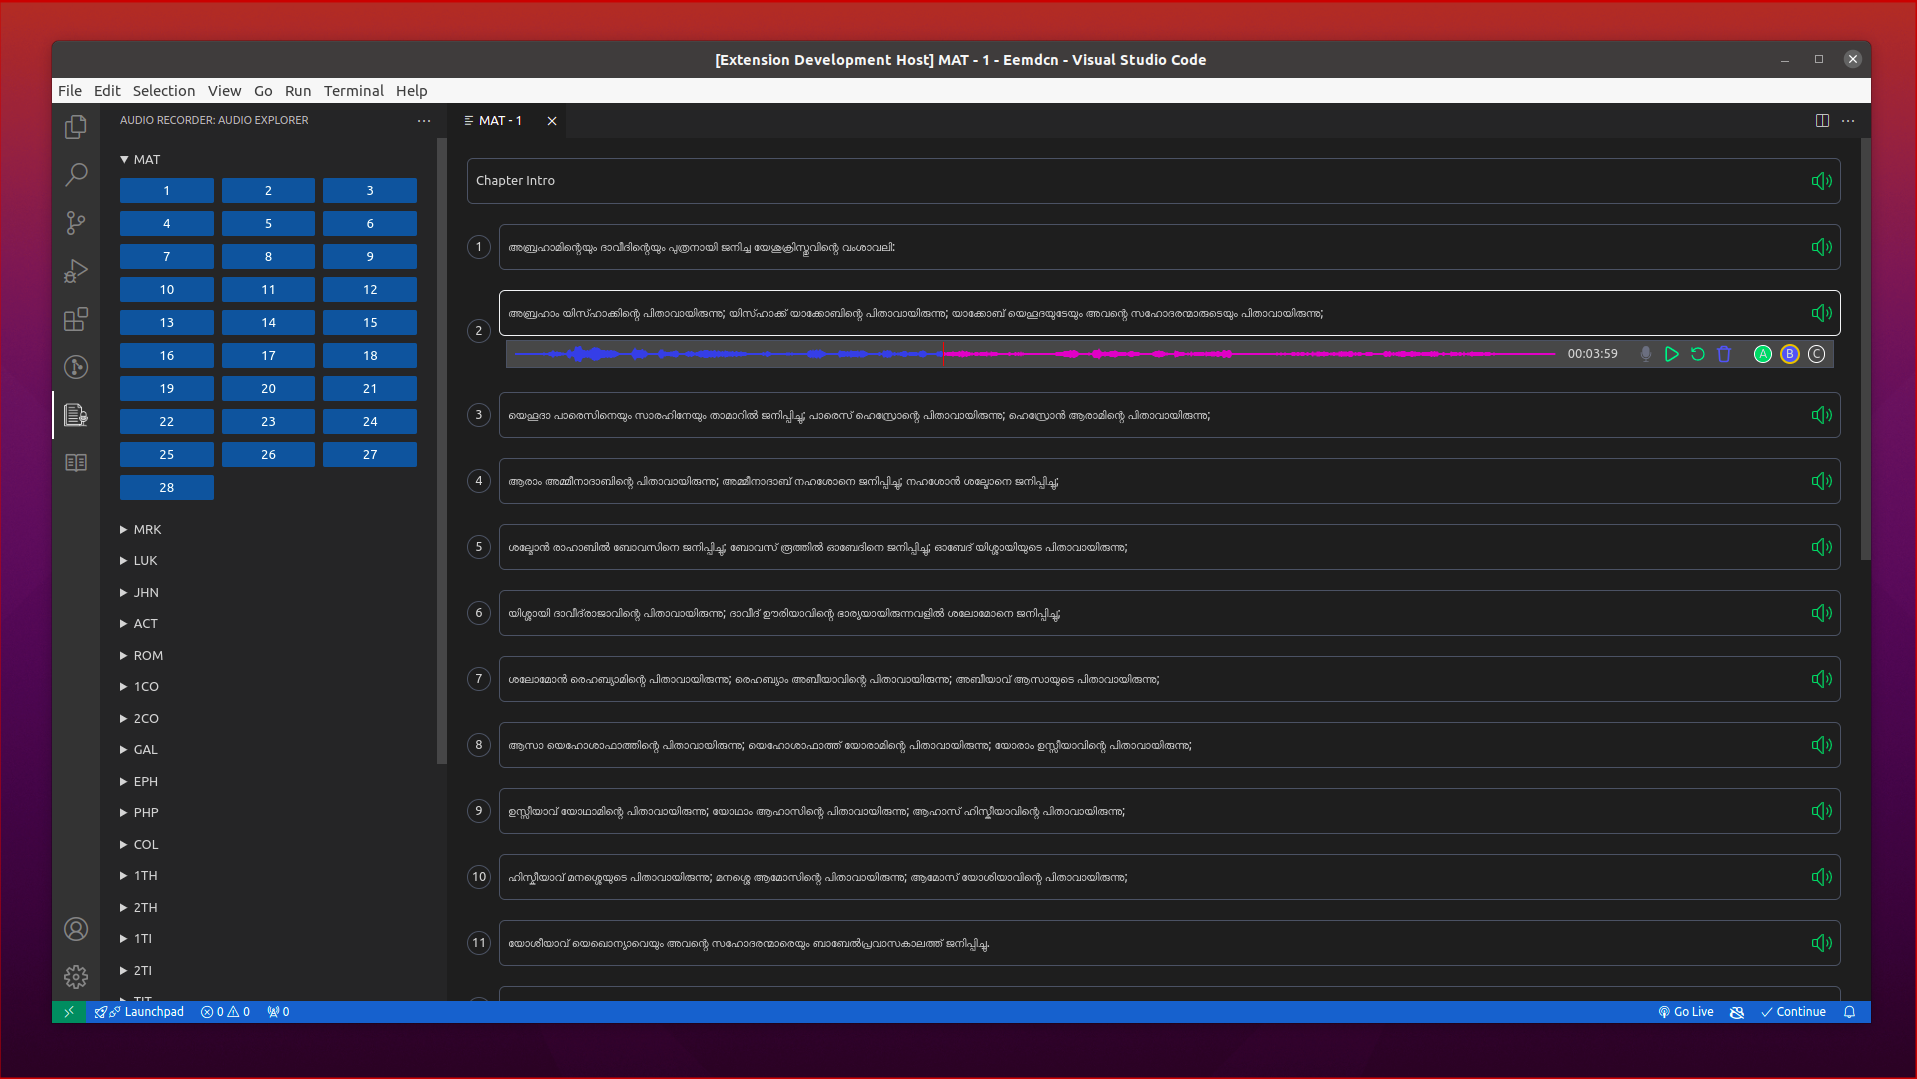 [Extension Development Host] MAT - 1 - Eemdcn - Visual Studio Code
File Edit Selection View Go Run Terminal Help
AUDIO RECORDER: AUDIO EXPLORER
MAT - 1
MAT
1 2 3
4 5 6
7 8 9
10 11 12
13 14 15
16 17 18
19 20 21
22 23 24
25 26 27
28
MRK
LUK
JHN
ACT
ROM
1CO
2CO
GAL
EPH
PHP
COL
1TH
2TH
1TI
2TI
TIT
Chapter Intro
1 അബ്രഹാമിന്റെയും ദാവീദിന്റെയും പുത്രനായി ജനിച്ച യേശുക്രിസ്തുവിന്റെ വംശാവലി:
2 അബ്രഹാം യിസ്ഹാക്കിന്റെ പിതാവായിരുന്നു; യിസ്ഹാക്ക് യാക്കോബിന്റെ പിതാവായിരുന്നു; യാക്കോബ് യെഹൂദയുടേയും അവന്റെ സഹോദരന്മാരുടെയും പിതാവായിരുന്നു;
00:03:59 A B C
3 യെഹൂദാ പാരെസിനെയും സാരഹിനേയും താമാറിൽ ജനിപ്പിച്ചു; പാരെസ് ഹെസ്രോന്റെ പിതാവായിരുന്നു; ഹെസ്രോൻ ആരാമിന്റെ പിതാവായിരുന്നു;
4 ആരാം അമ്മീനാദാബിന്റെ പിതാവായിരുന്നു; അമ്മീനാദാബ് നഹശോനെ ജനിപ്പിച്ചു; നഹശോൻ ശല്മോനെ ജനിപ്പിച്ചു;
5 ശല്മോൻ രാഹാബിൽ ബോവസിനെ ജനിപ്പിച്ചു; ബോവസ് രൂത്തിൽ ഓബേദിനെ ജനിപ്പിച്ചു; ഓബേദ് യിശ്ശായിയുടെ പിതാവായിരുന്നു;
6 യിശ്ശായി ദാവീദ്‌രാജാവിന്റെ പിതാവായിരുന്നു; ദാവീദ് ഊരിയാവിന്റെ ഭാര്യയായിരുന്നവളിൽ ശലോമോനെ ജനിപ്പിച്ചു;
7 ശലോമോൻ രെഹബ്യാമിന്റെ പിതാവായിരുന്നു; രെഹബ്യാം അബീയാവിന്റെ പിതാവായിരുന്നു; അബീയാവ് ആസായുടെ പിതാവായിരുന്നു;
8 ആസാ യെഹോശാഫാത്തിന്റെ പിതാവായിരുന്നു; യെഹോശാഫാത്ത് യോരാമിന്റെ പിതാവായിരുന്നു; യോരാം ഉസ്സീയാവിന്റെ പിതാവായിരുന്നു;
9 ഉസ്സീയാവ് യോഥാമിന്റെ പിതാവായിരുന്നു; യോഥാം ആഹാസിന്റെ പിതാവായിരുന്നു; ആഹാസ് ഹിസ്കീയാവിന്റെ പിതാവായിരുന്നു;
10 ഹിസ്കീയാവ് മനശ്ശെയുടെ പിതാവായിരുന്നു; മനശ്ശെ ആമോസിന്റെ പിതാവായിരുന്നു; ആമോസ് യോശിയാവിന്റെ പിതാവായിരുന്നു;
11 യോശീയാവ് യെഖൊന്യാവെയും അവന്റെ സഹോദരന്മാരെയും ബാബേൽപ്രവാസകാലത്ത് ജനിപ്പിച്ചു.
Launchpad 0 0 0 Go Live Continue